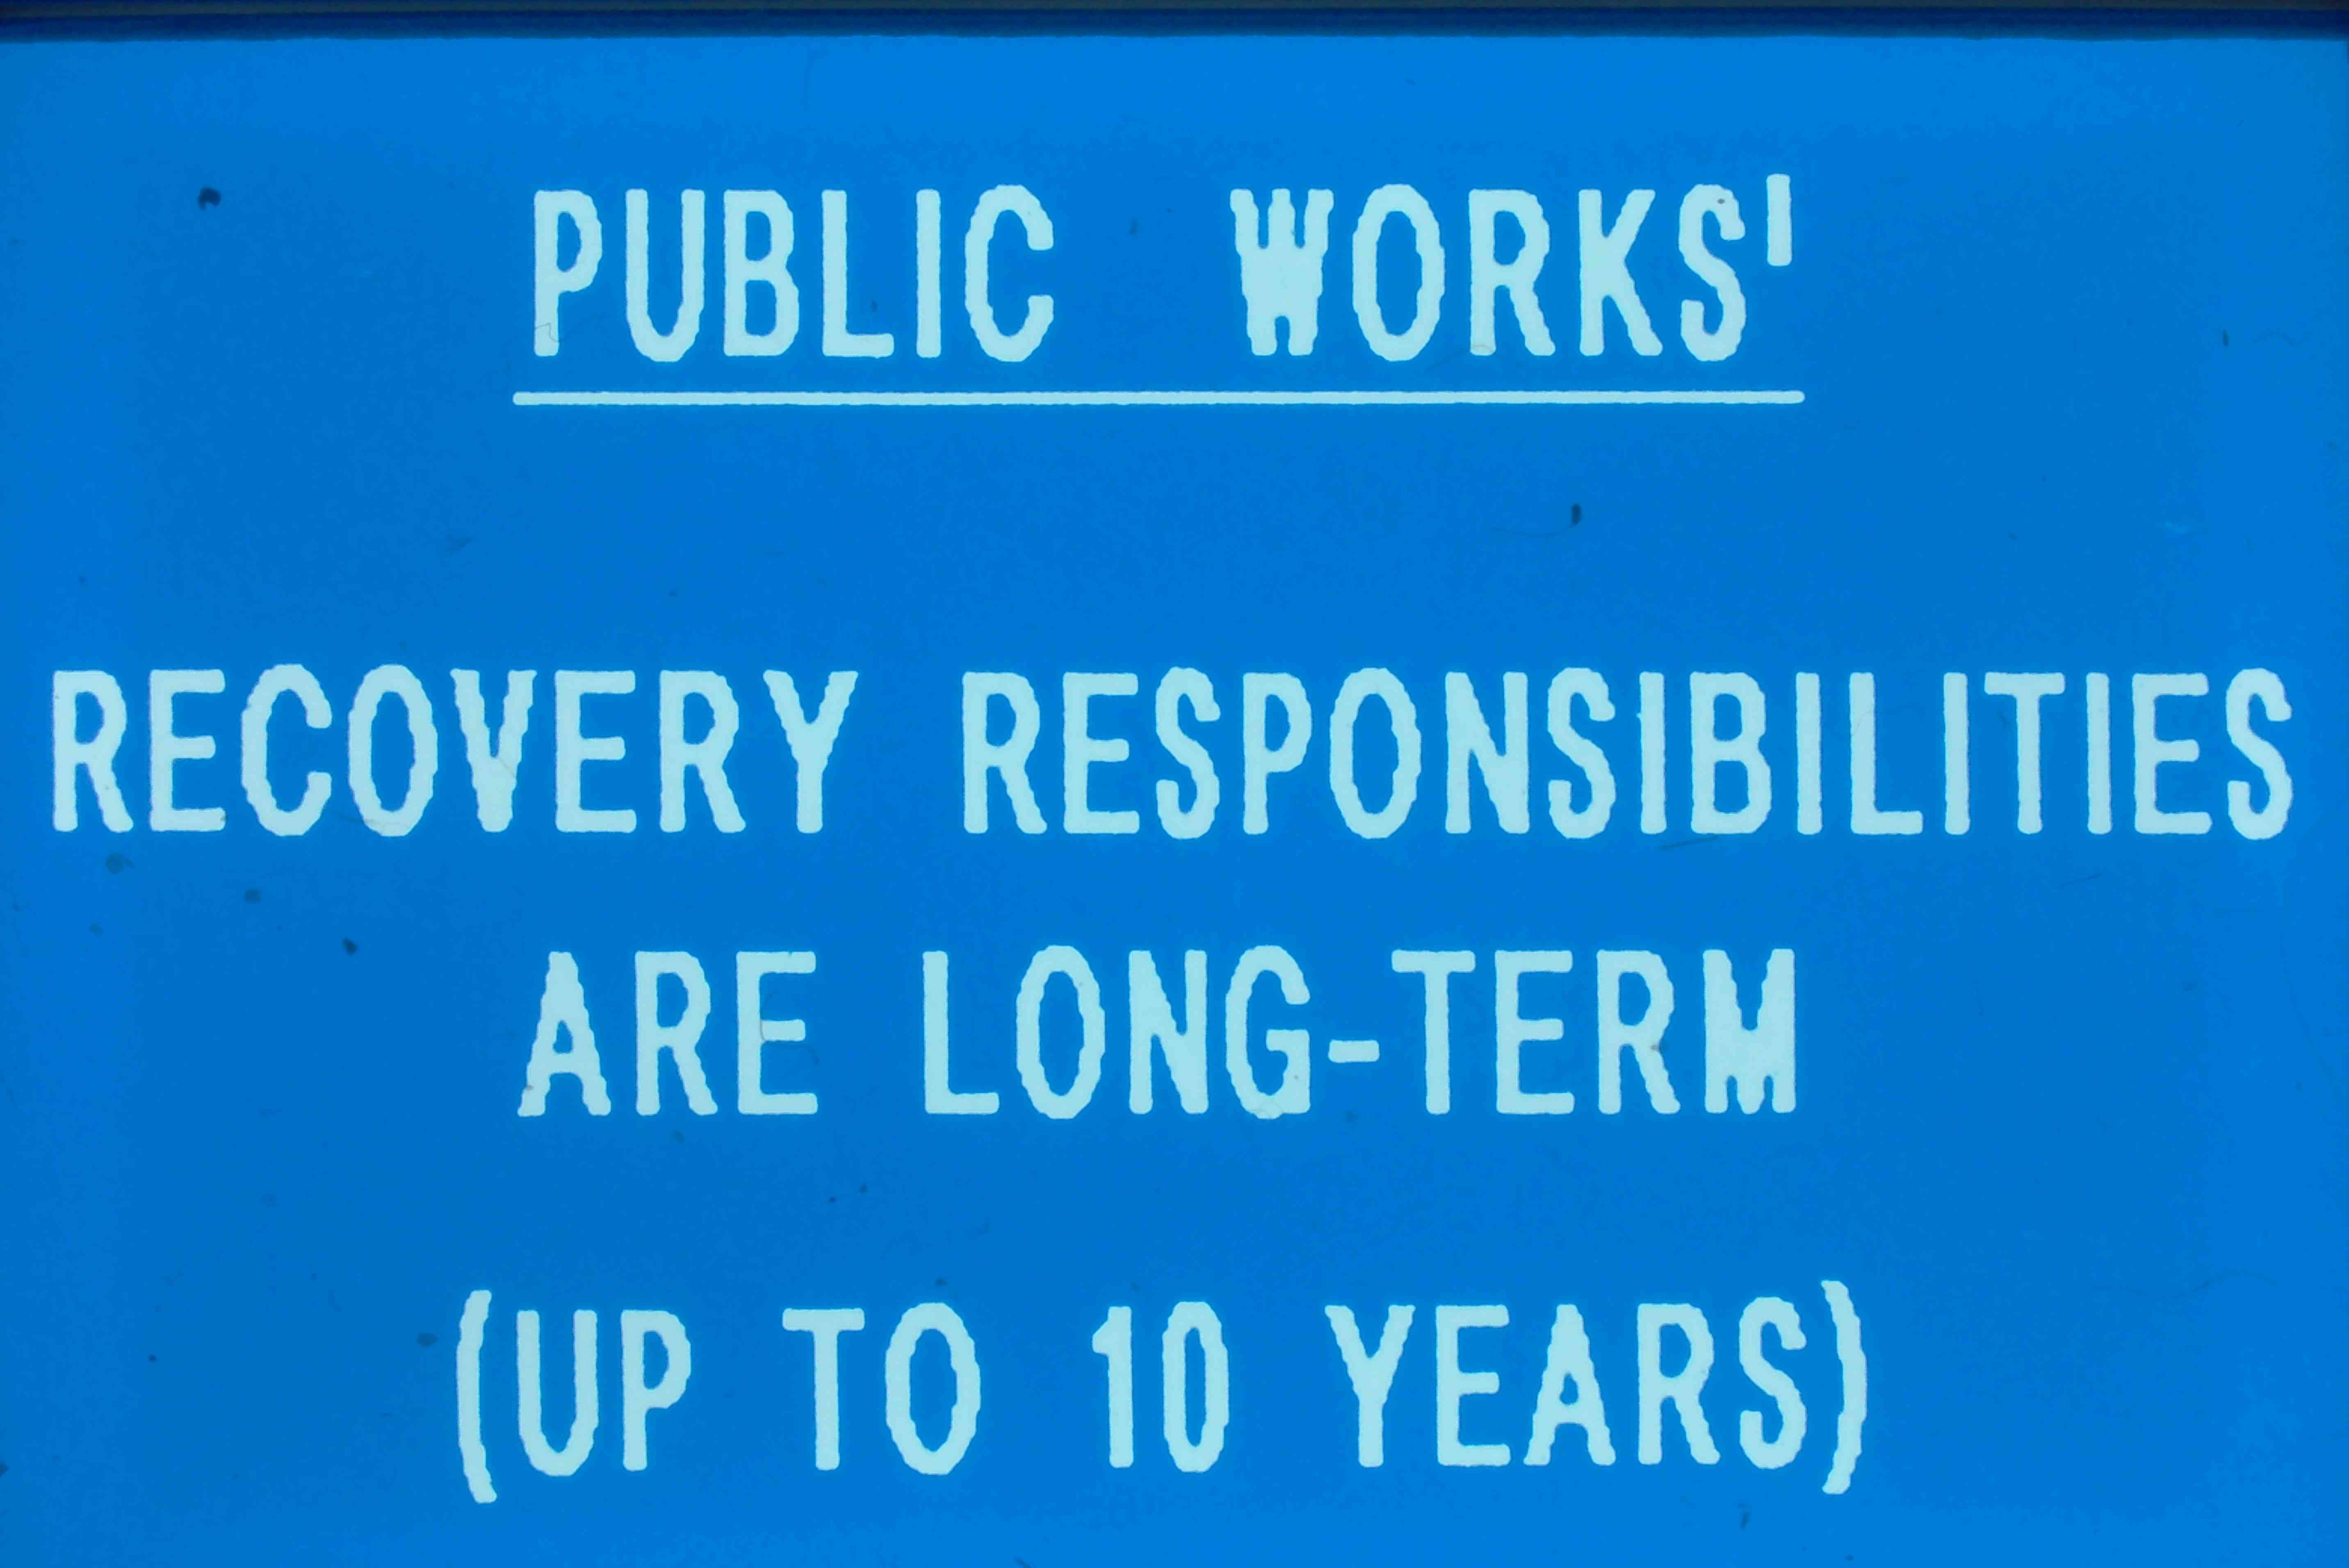 PUBLIC WORKS'
RECOVERY RESPONSIBILITIES
ARE LONG-TERM
(UP TO 10 YEARS)